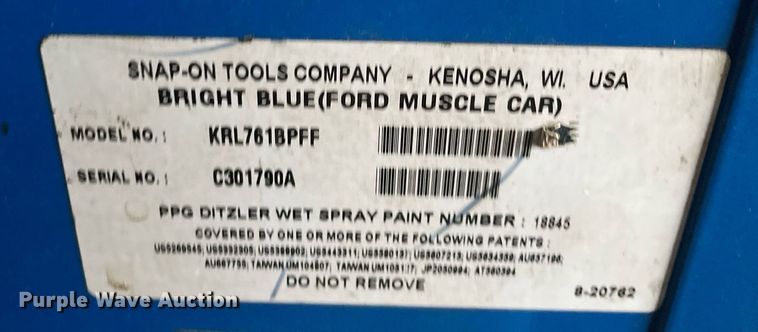 SNAP-ON TOOLS COMPANY - KENOSHA, WI. USA
BRIGHT BLUE(FORD MUSCLE CAR)
MODEL NO.: KRL761BPFF
SERIAL NO.: C301790A
PPG DITZLER WET SPRAY PAINT NUMBER : 18845
COVERED BY ONE OR MORE OF THE FOLLOWING PATENTS :
TAIWAN TAIWAN
DO NOT REMOVE
8-20762
Purple Wave Auction